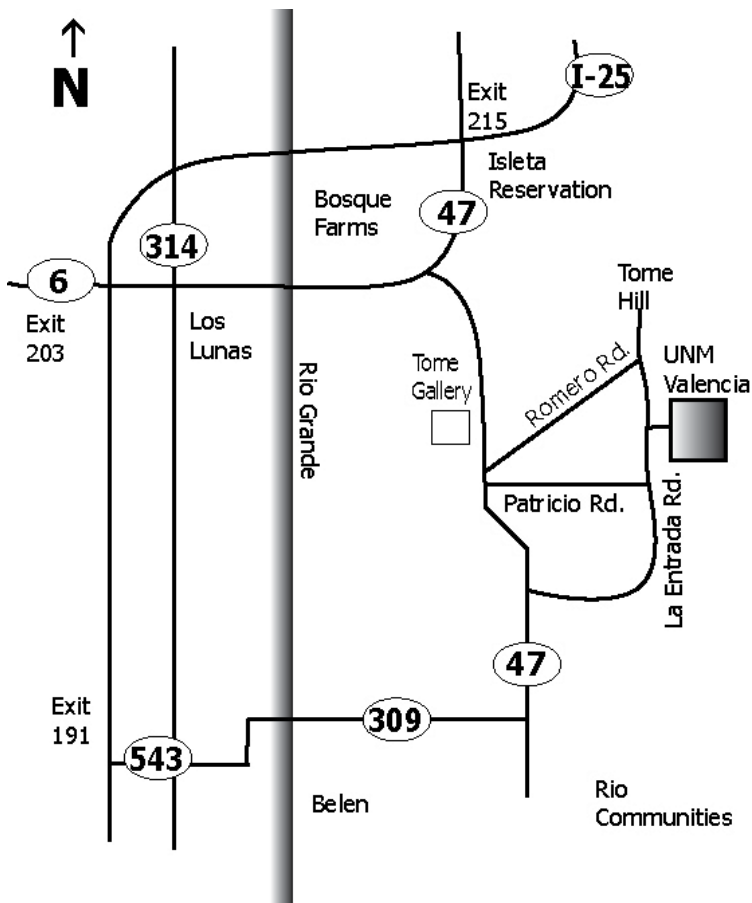 N
I-25
Exit
215
Isleta
Reservation
Bosque
Farms
47
314
6
Tome
Hill
Exit
203
Los
Lunas
UNM
Valencia
Tome
Gallery
Romero Rd.
Rio Grande
Patricio Rd.
La Entrada Rd.
47
Exit
191
309
543
Belen
Rio
Communities